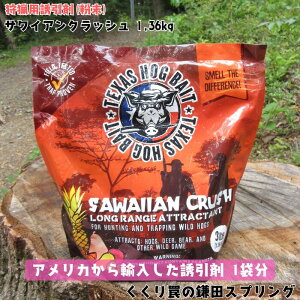 狩猟用誘引剤(粉末)
サワイアンクラッシュ 1,36kg
TEXAS HOG BAIT
TEXAS HOG BAIT
SMELL THE
DIFFERENCE!
SAWAIIAN CRUSH
LONG RANGE ATTRACTANT
FOR HUNTING AND TRAPPING WILD HOGS
ATTRACTS: HOGS, DEER, BEAR, AND
OTHER WILD GAME
アメリカから輸入した誘引剤 1袋分
くくり罠の鎌田スプリング